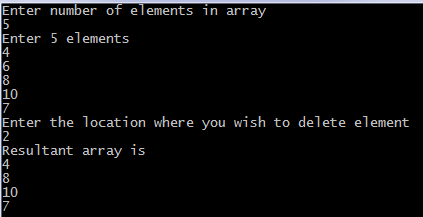 Enter number of elements in array
5
Enter 5 elements
4
6
8
10
7
Enter the location where you wish to delete element
2
Resultant array is
4
8
10
7